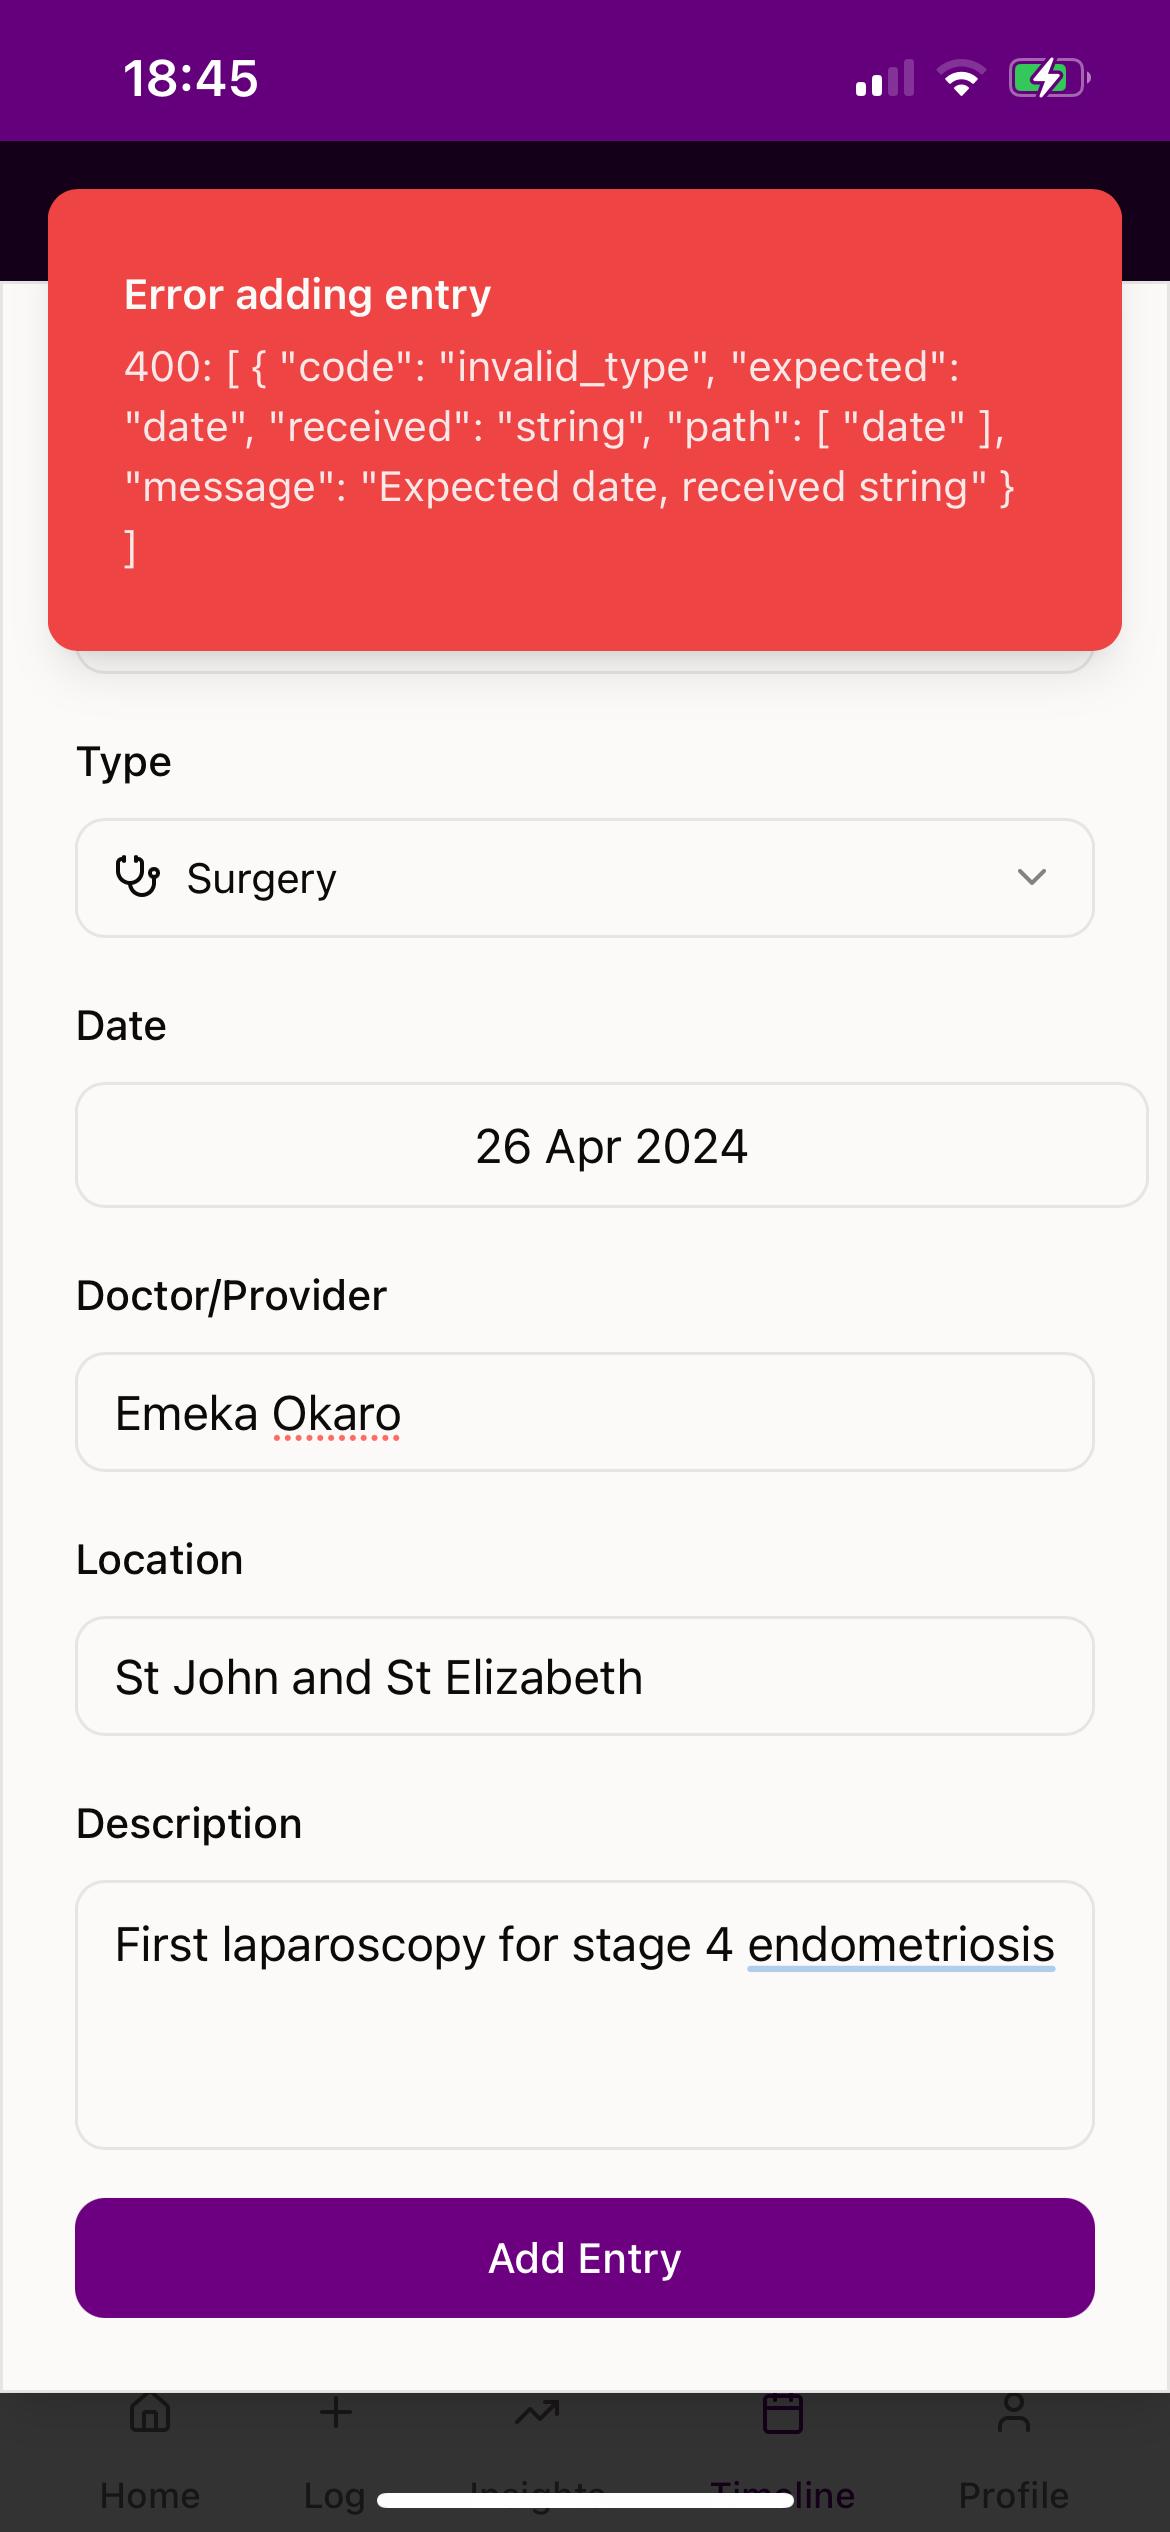 18:45
Error adding entry
400: [ { "code": "invalid_type", "expected":
"date", "received": "string", "path": [ "date" ],
"message": "Expected date, received string" }
]
Type
Surgery
Date
26 Apr 2024
Doctor/Provider
Emeka Okaro
Location
St John and St Elizabeth
Description
First laparoscopy for stage 4 endometriosis
Add Entry
Home Log Insights Timeline Profile